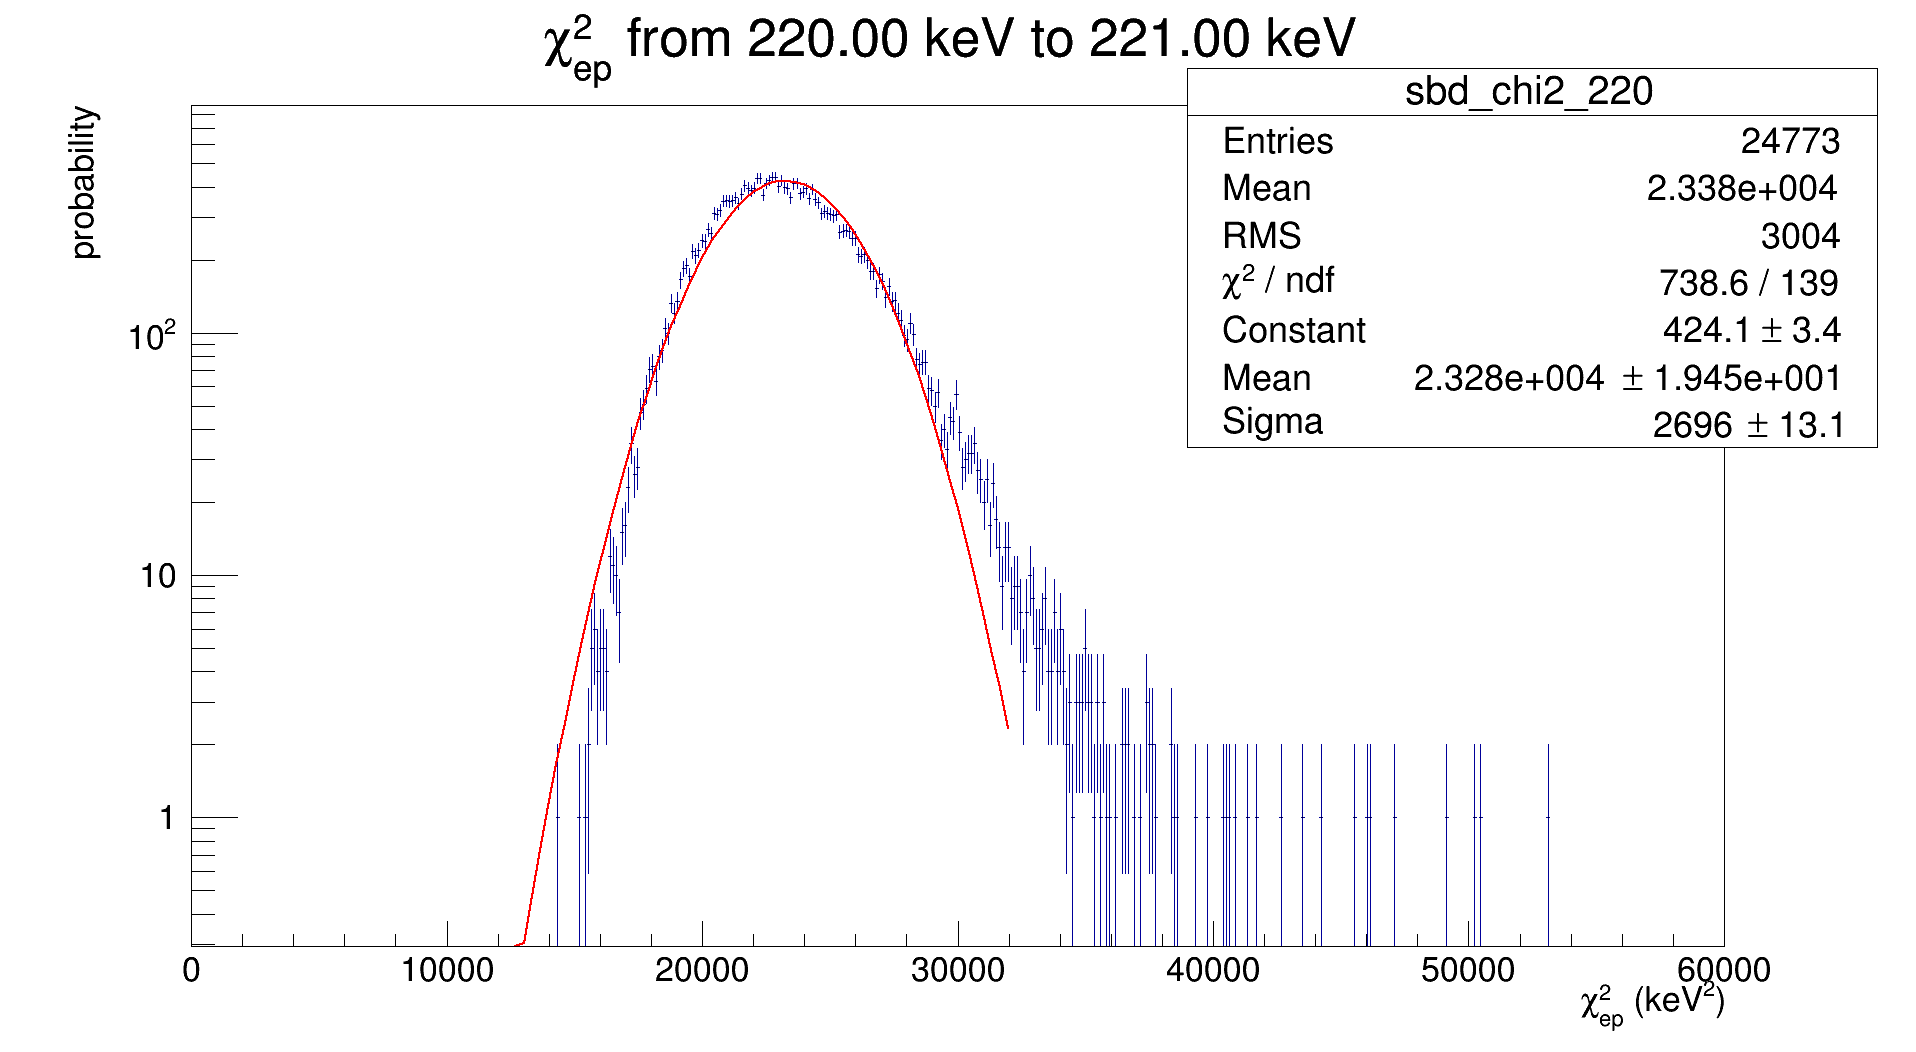 χ²ep from 220.00 keV to 221.00 keV
probability
sbd_chi2_220
Entries 24773
Mean 2.338e+004
RMS 3004
χ² / ndf 738.6 / 139
Constant 424.1 ± 3.4
Mean 2.328e+004 ± 1.945e+001
Sigma 2696 ± 13.1
10²
10
1
0 10000 20000 30000 40000 50000 60000
χ²ep (keV²)